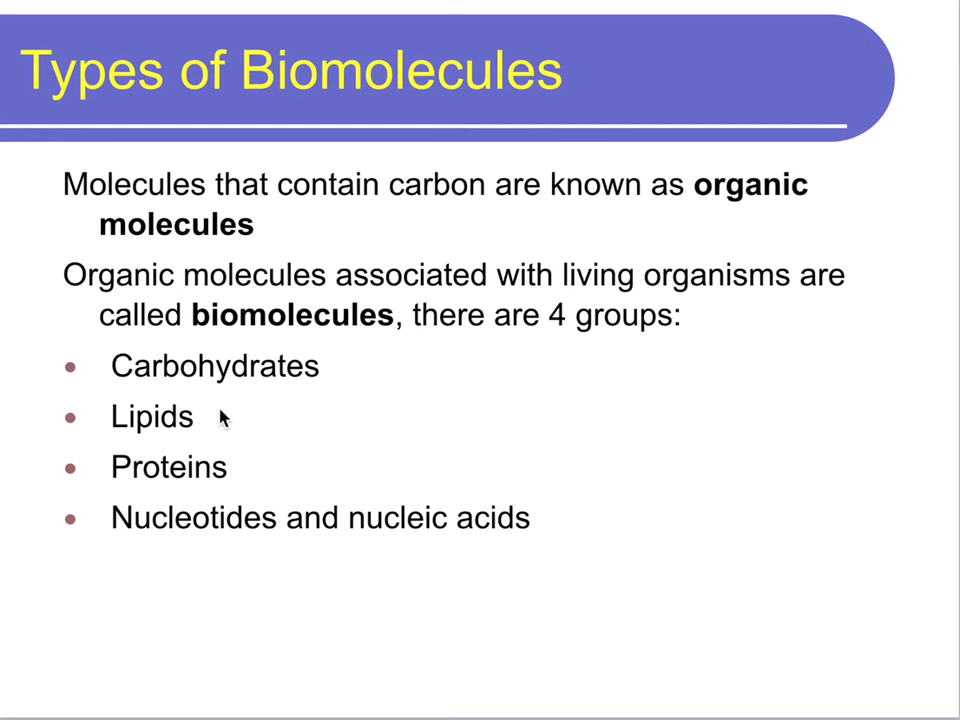 Types of Biomolecules
Molecules that contain carbon are known as organic
molecules
Organic molecules associated with living organisms are
called biomolecules, there are 4 groups:
• Carbohydrates
• Lipids
• Proteins
• Nucleotides and nucleic acids